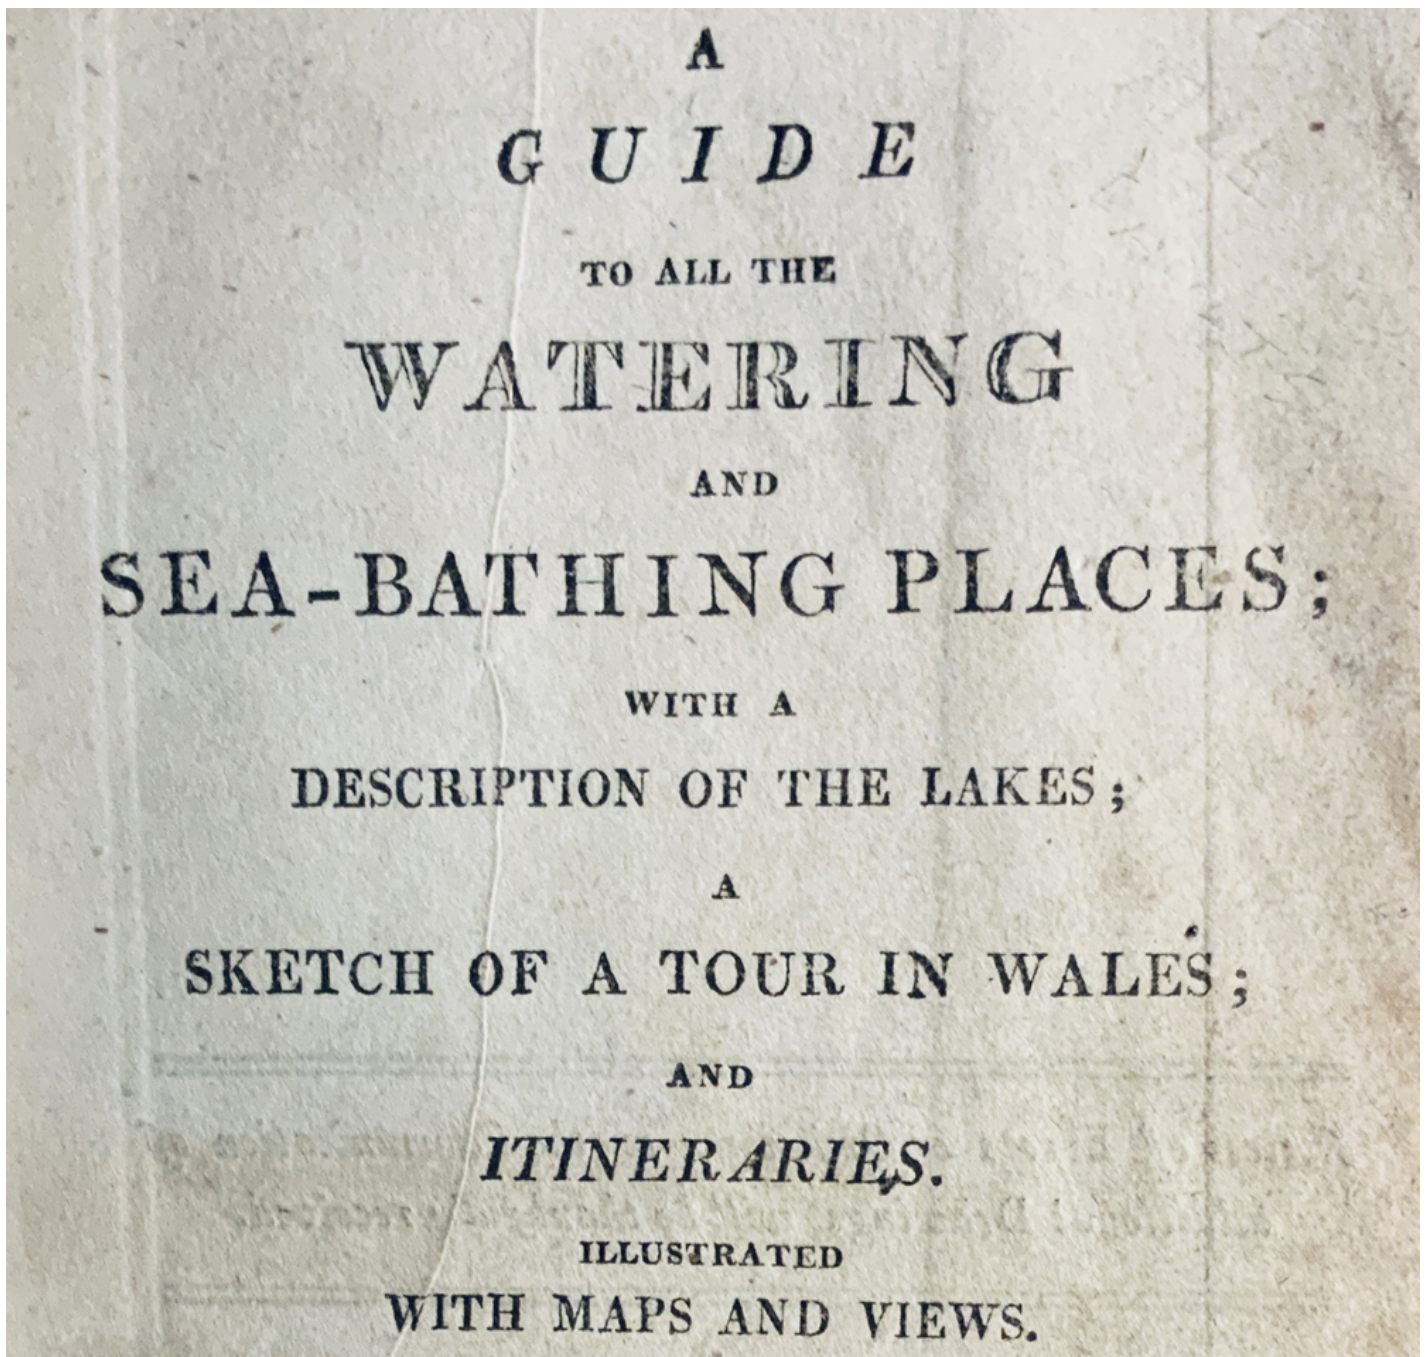 A
GUIDE
TO ALL THE
WATERING
AND
SEA-BATHING PLACES;
WITH A
DESCRIPTION OF THE LAKES;
A
SKETCH OF A TOUR IN WALES;
AND
ITINERARIES.
ILLUSTRATED
WITH MAPS AND VIEWS.